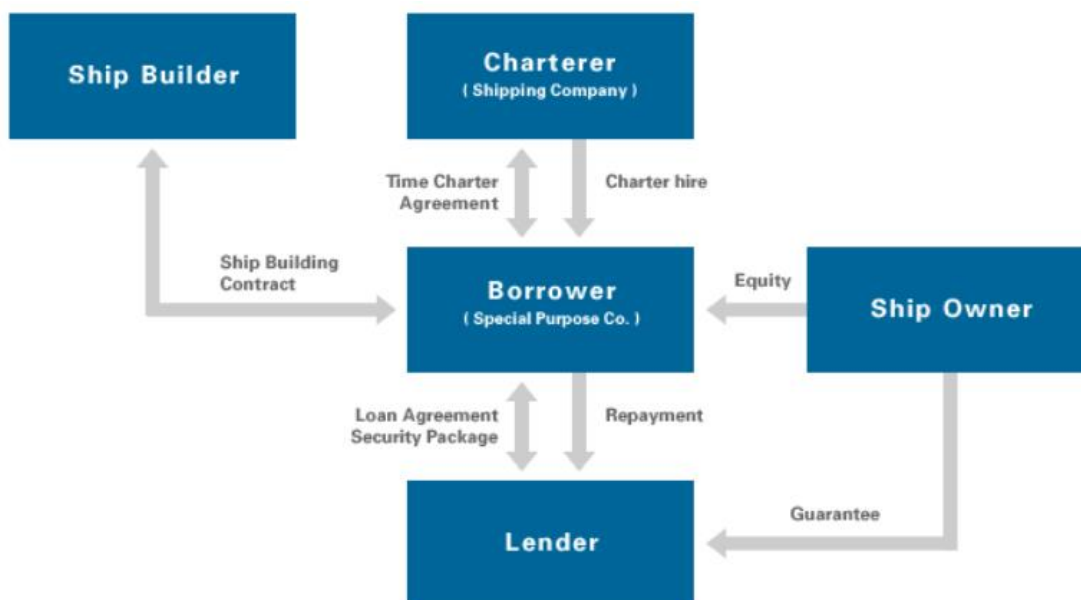 Ship Builder
Charterer
( Shipping Company )
Time Charter
Agreement
Charter hire
Ship Building
Contract
Borrower
( Special Purpose Co. )
Equity
Ship Owner
Loan Agreement
Security Package
Repayment
Guarantee
Lender